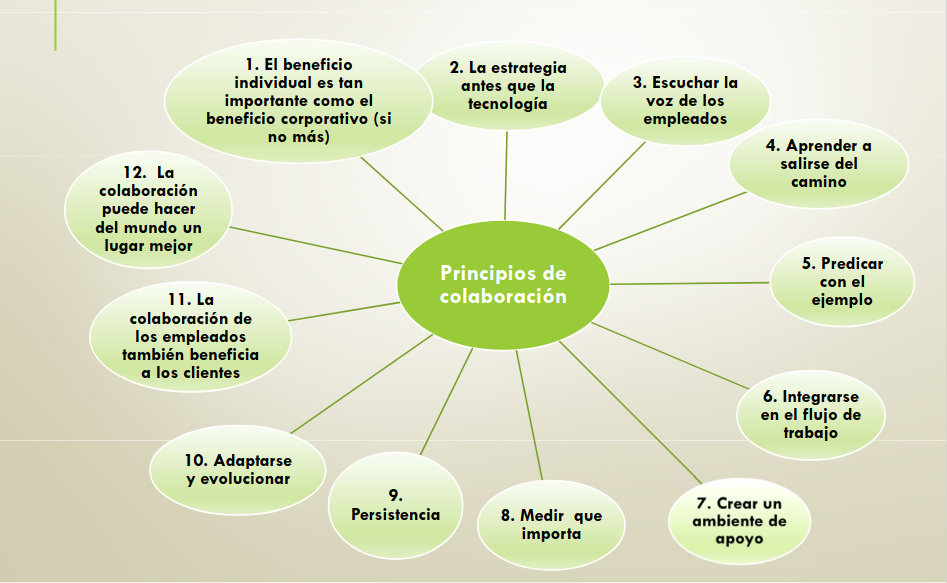 1. El beneficio
individual es tan
importante como el
beneficio corporativo (si
no más)
2. La estrategia
antes que la
tecnología
3. Escuchar la
voz de los
empleados
4. Aprender a
salirse del
camino
5. Predicar
con el
ejemplo
6. Integrarse
en el flujo de
trabajo
7. Crear un
ambiente de
apoyo
8. Medir que
importa
9.
Persistencia
10. Adaptarse
y evolucionar
11. La
colaboración de
los empleados
también beneficia
a los clientes
12. La
colaboración
puede hacer
del mundo un
lugar mejor
Principios de
colaboración